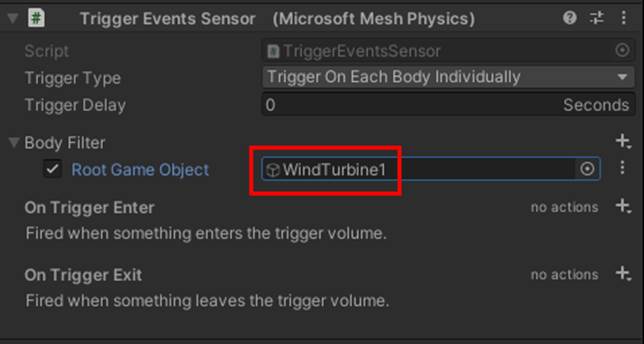 Trigger Events Sensor (Microsoft Mesh Physics)
Script TriggerEventsSensor
Trigger Type Trigger On Each Body Individually
Trigger Delay 0 Seconds
Body Filter
Root Game Object WindTurbine1
On Trigger Enter no actions
Fired when something enters the trigger volume.
On Trigger Exit no actions
Fired when something leaves the trigger volume.